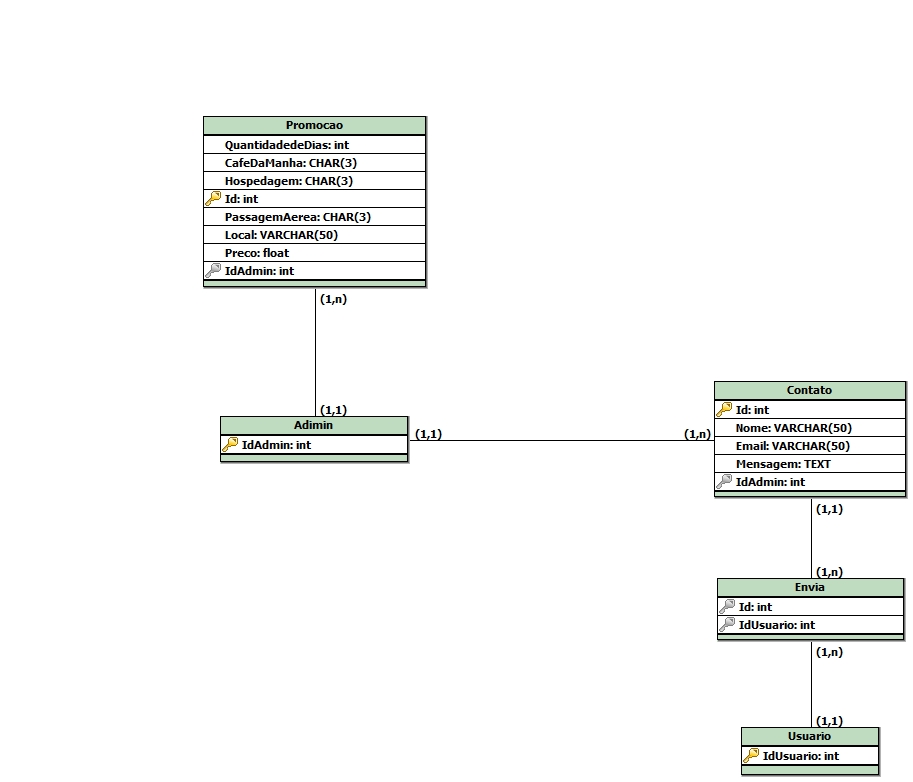 Promocao
QuantidadedeDias: int
CafeDaManha: CHAR(3)
Hospedagem: CHAR(3)
Id: int
PassagemAerea: CHAR(3)
Local: VARCHAR(50)
Preco: float
IdAdmin: int
(1,n)
(1,1)
Adimin
IdAdmin: int
(1,1)
(1,n)
Contato
Id: int
Nome: VARCHAR(50)
Email: VARCHAR(50)
Mensagem: TEXT
IdAdmin: int
(1,1)
(1,n)
Envia
Id: int
IdUsuario: int
(1,n)
(1,1)
Usuario
IdUsuario: int